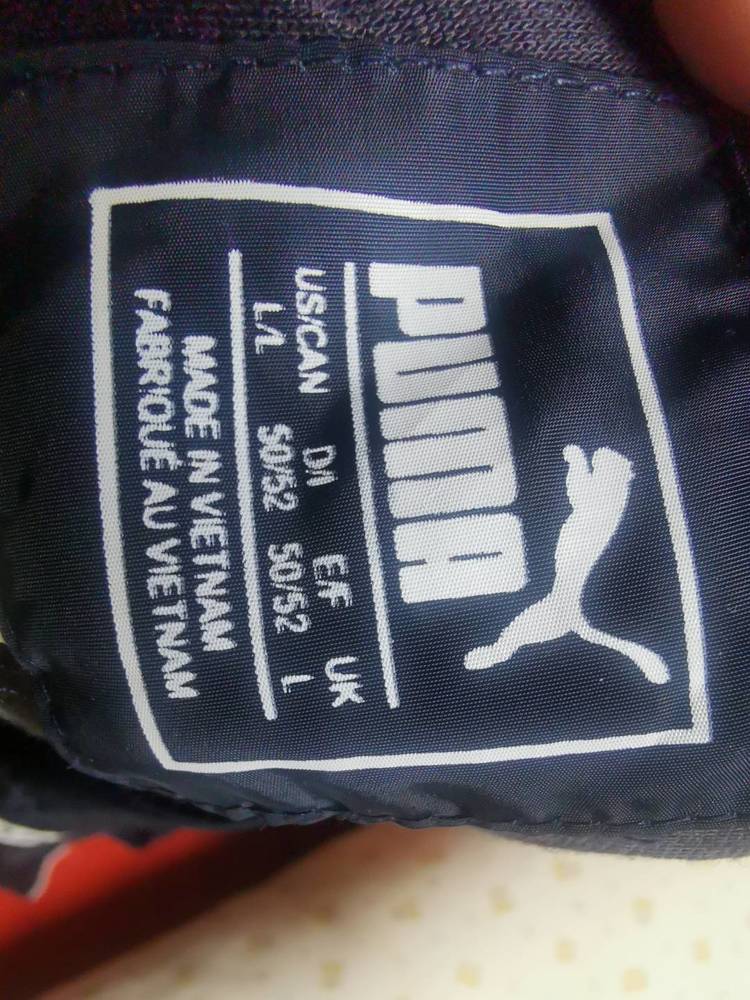 PUMA
US/CAN D/I E/F UK
L/L 50/52 50/52 L
MADE IN VIETNAM
FABRIQUÉ AU VIETNAM